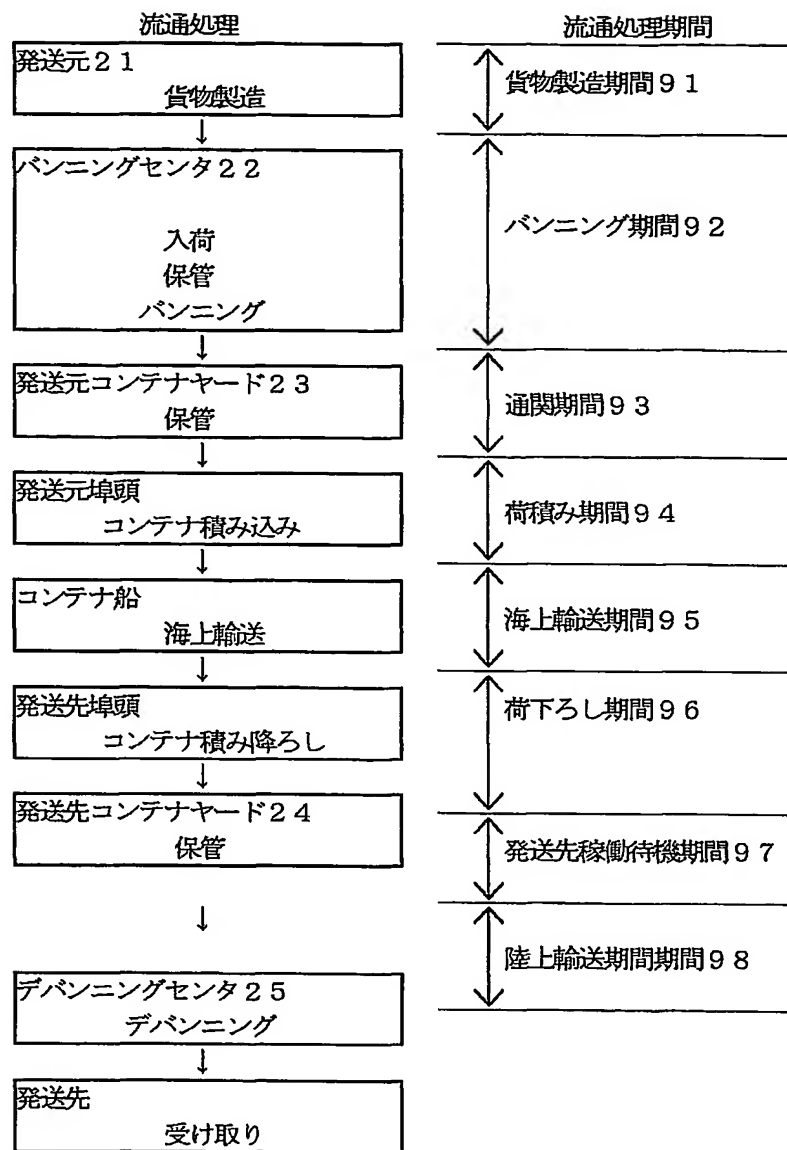 流通処理
発送元２１
貨物製造
↓
バンニングセンタ２２
入荷
保管
バンニング
↓
発送元コンテナヤード２３
保管
↓
発送元埠頭
コンテナ積み込み
↓
コンテナ船
海上輸送
↓
発送先埠頭
コンテナ積み降ろし
↓
発送先コンテナヤード２４
保管
↓
デバンニングセンタ２５
デバンニング
↓
発送先
受け取り
流通処理期間
貨物製造期間９１
バンニング期間９２
通関期間９３
荷積み期間９４
海上輸送期間９５
荷下ろし期間９６
発送先稼働待機期間９７
陸上輸送期間期間９８